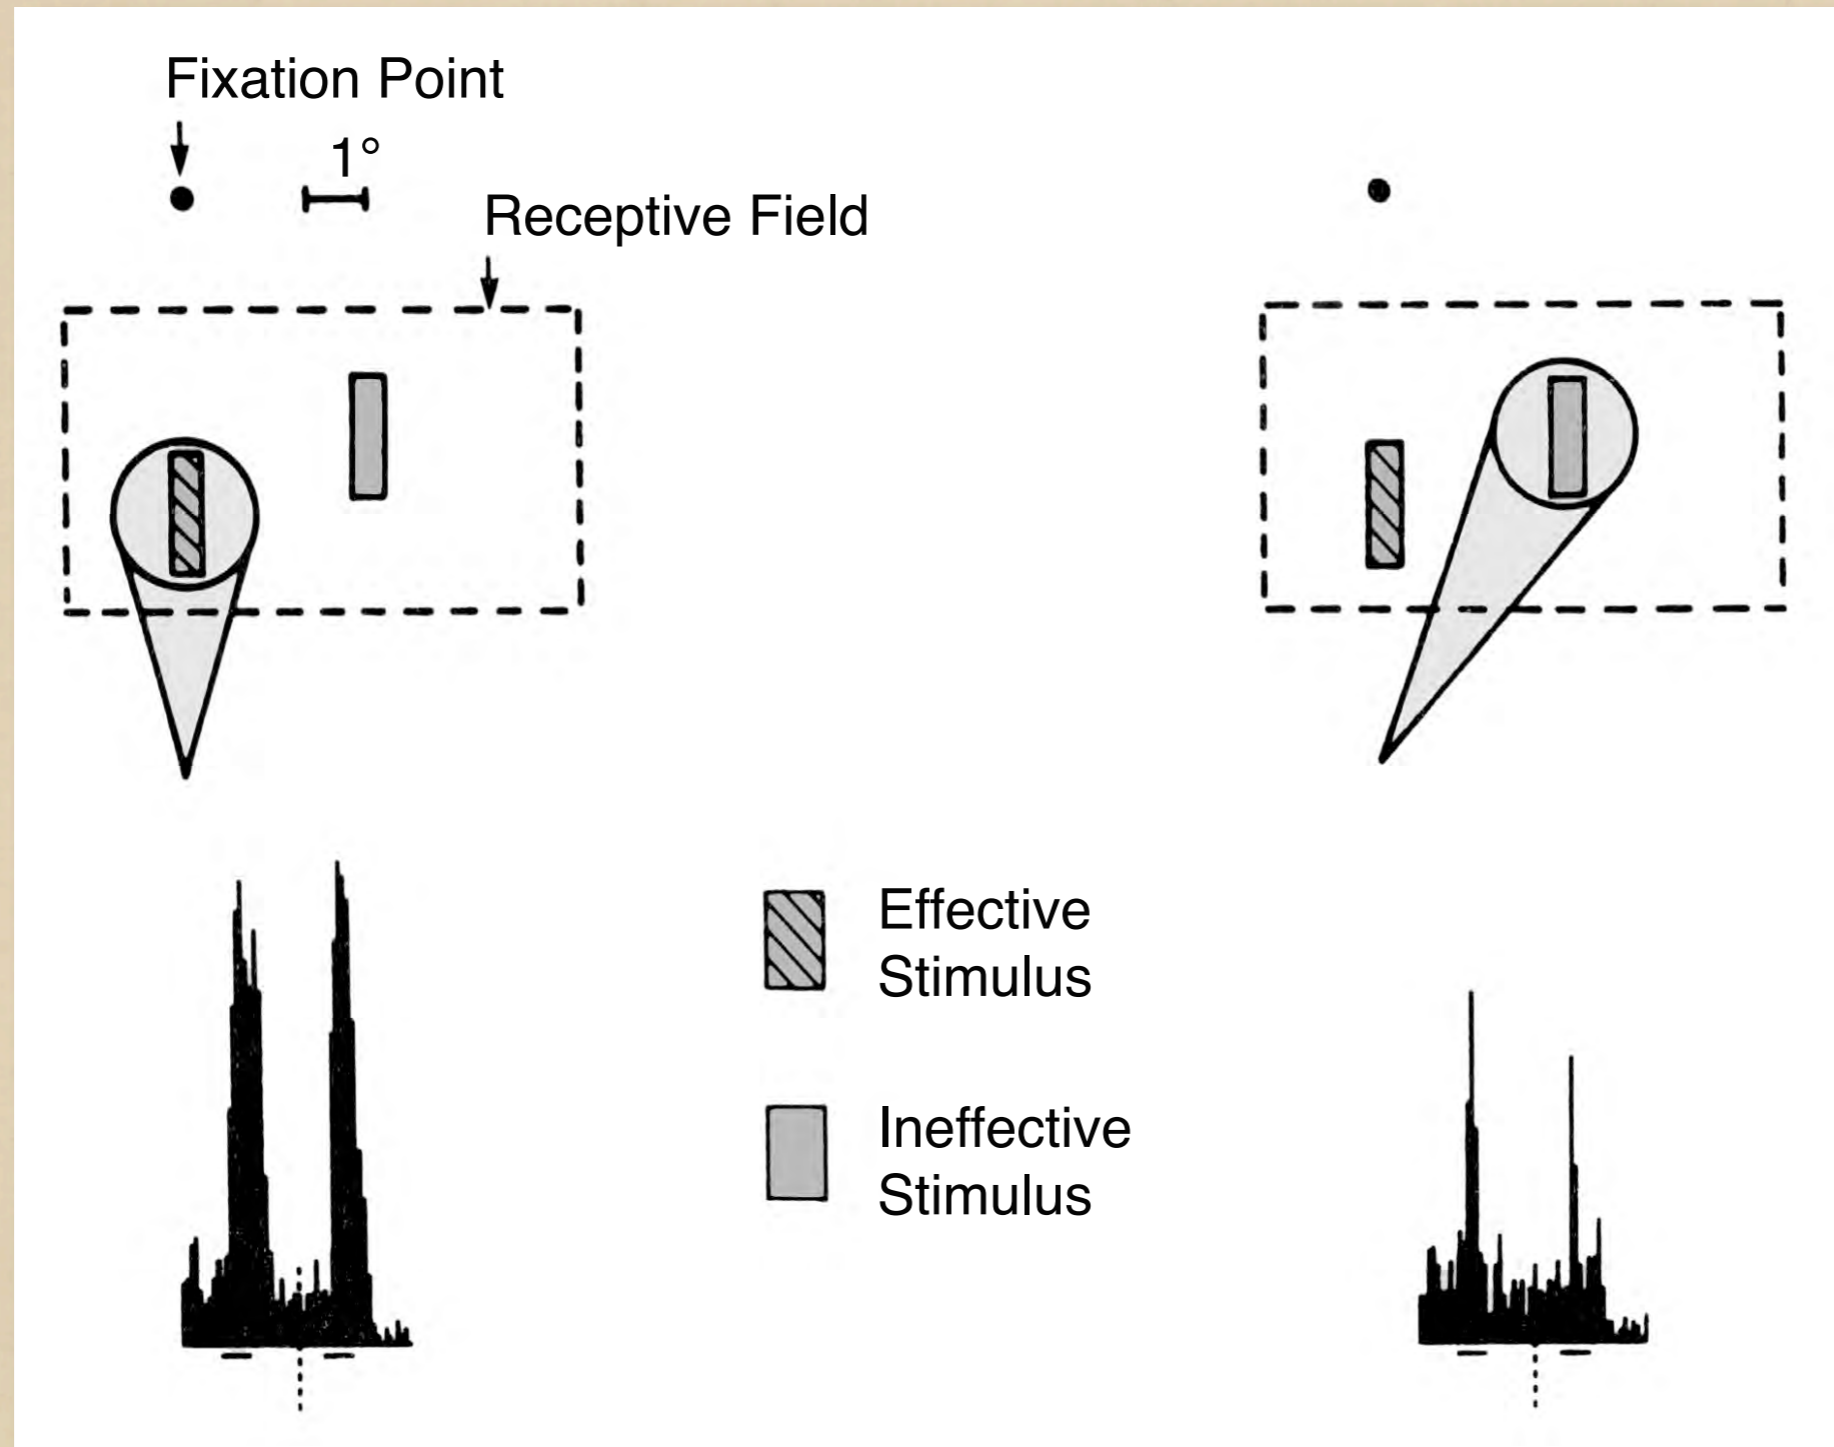 Fixation Point
1°
Receptive Field
Effective
Stimulus
Ineffective
Stimulus